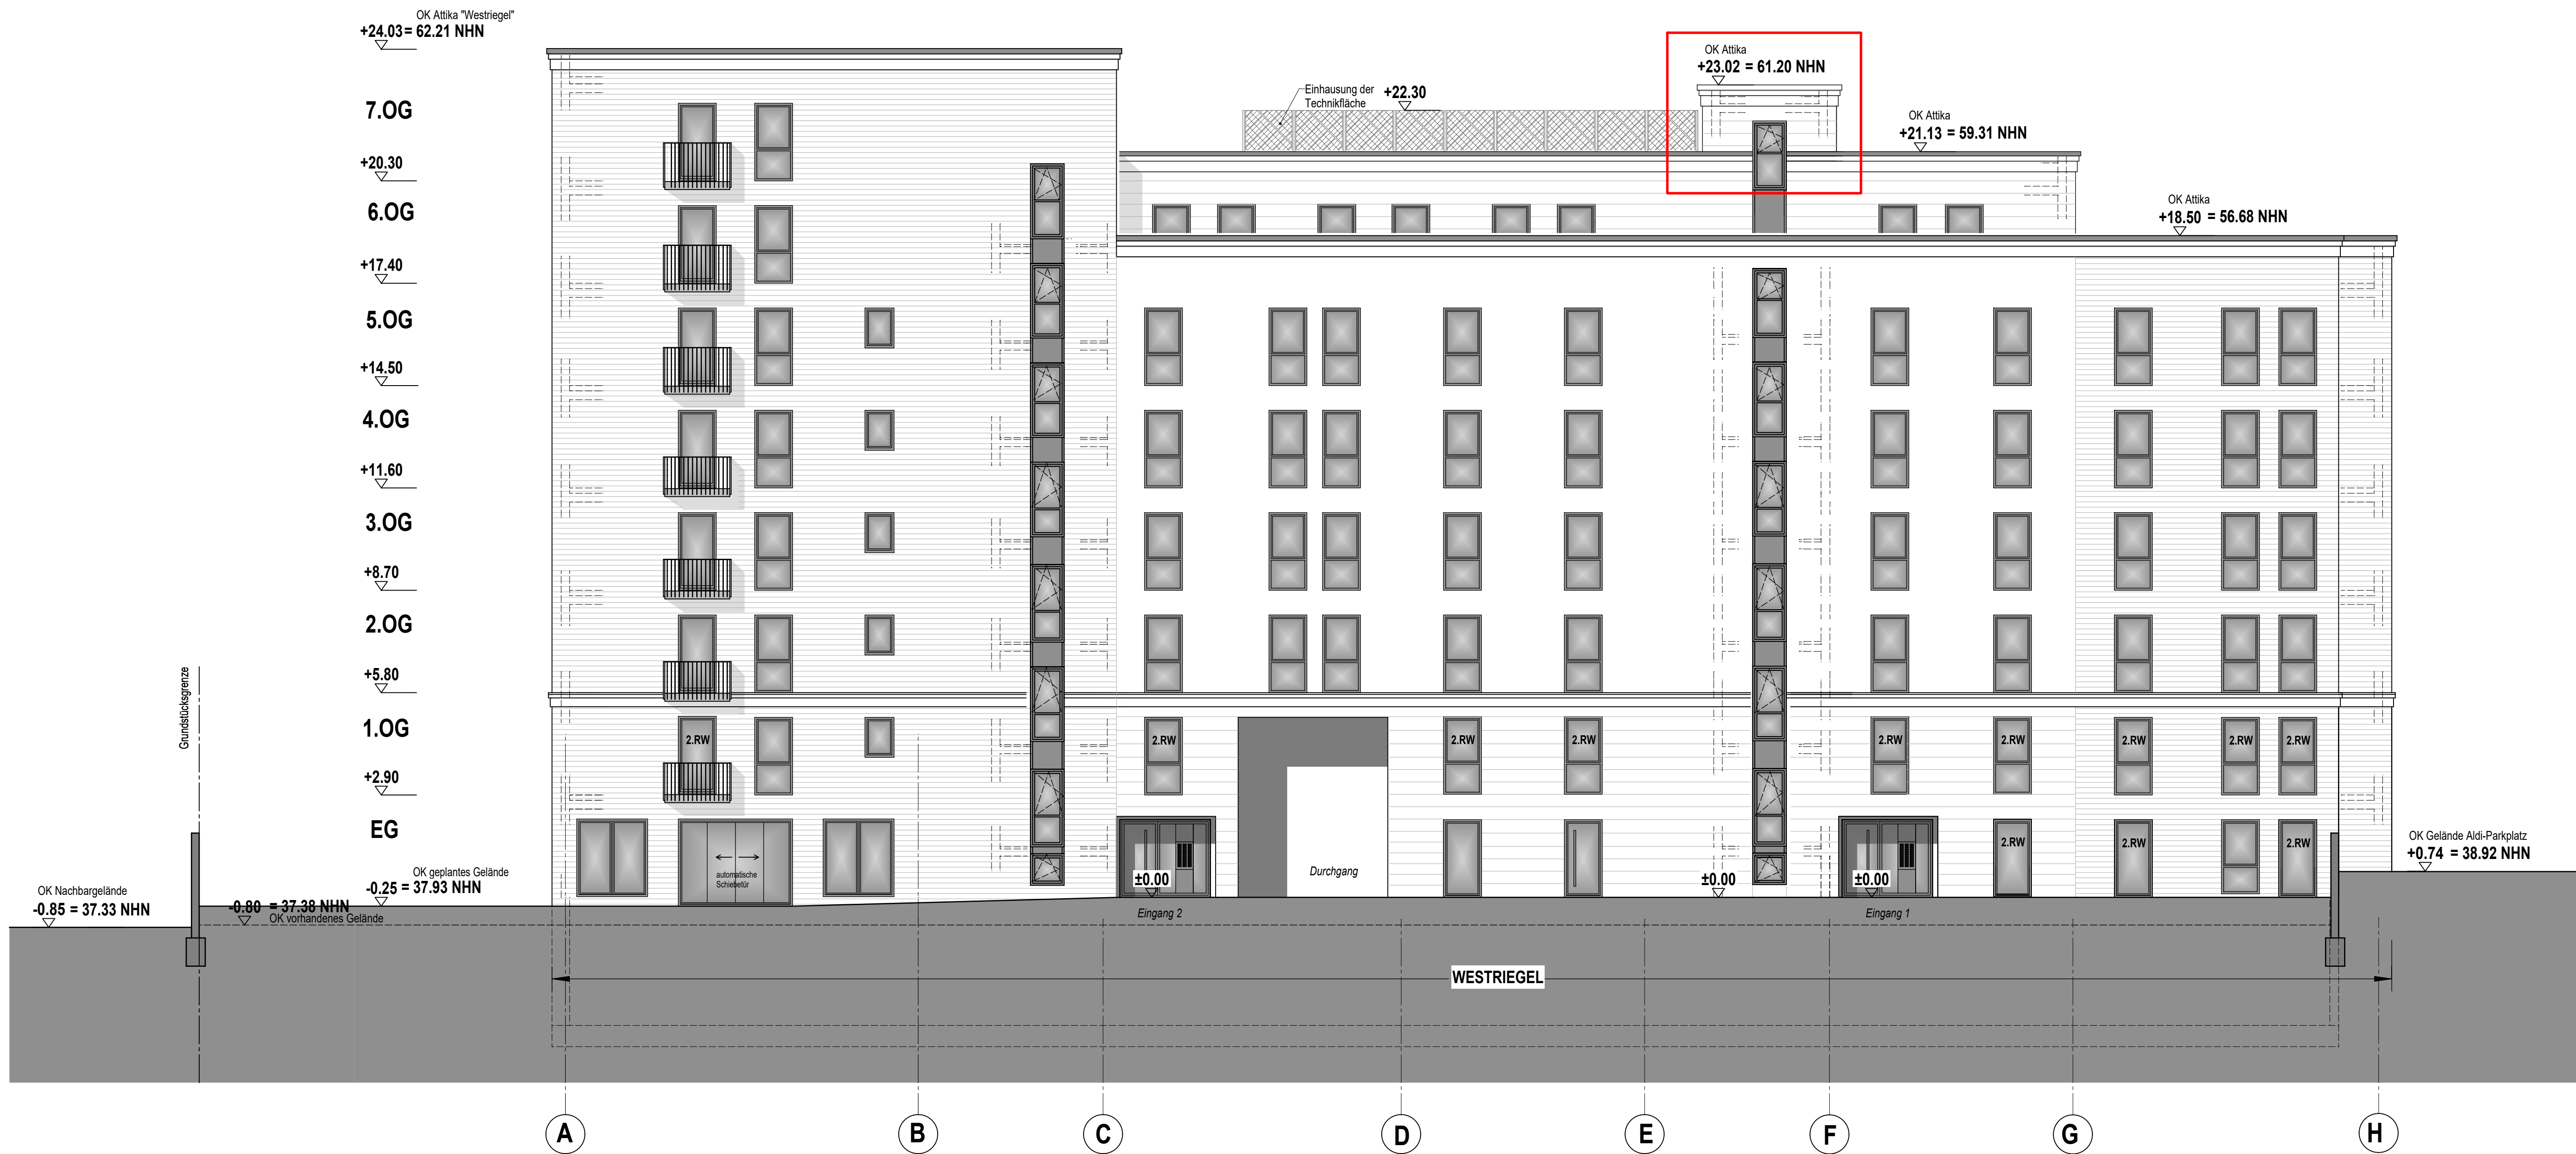 OK Attika "Westriegel"
+24.03 = 62.21 NHN
OK Attika
+23.02 = 61.20 NHN
Einhausung der
Technikfläche
+22.30
OK Attika
+21.13 = 59.31 NHN
OK Attika
+18.50 = 56.68 NHN
7.OG
+20.30
6.OG
+17.40
5.OG
+14.50
4.OG
+11.60
3.OG
+8.70
2.OG
+5.80
1.OG
+2.90
EG
Grundstücksgrenze
2.RW
2.RW
2.RW
2.RW
2.RW
2.RW
2.RW
2.RW
2.RW
2.RW
2.RW
2.RW
automatische
Schiebetür
Durchgang
±0.00
±0.00
±0.00
Eingang 2
Eingang 1
OK Gelände Aldi-Parkplatz
+0.74 = 38.92 NHN
OK geplantes Gelände
-0.25 = 37.93 NHN
OK Nachbargelände
-0.85 = 37.33 NHN
-0.80 = 37.38 NHN
OK vorhandenes Gelände
WESTRIEGEL
A
B
C
D
E
F
G
H